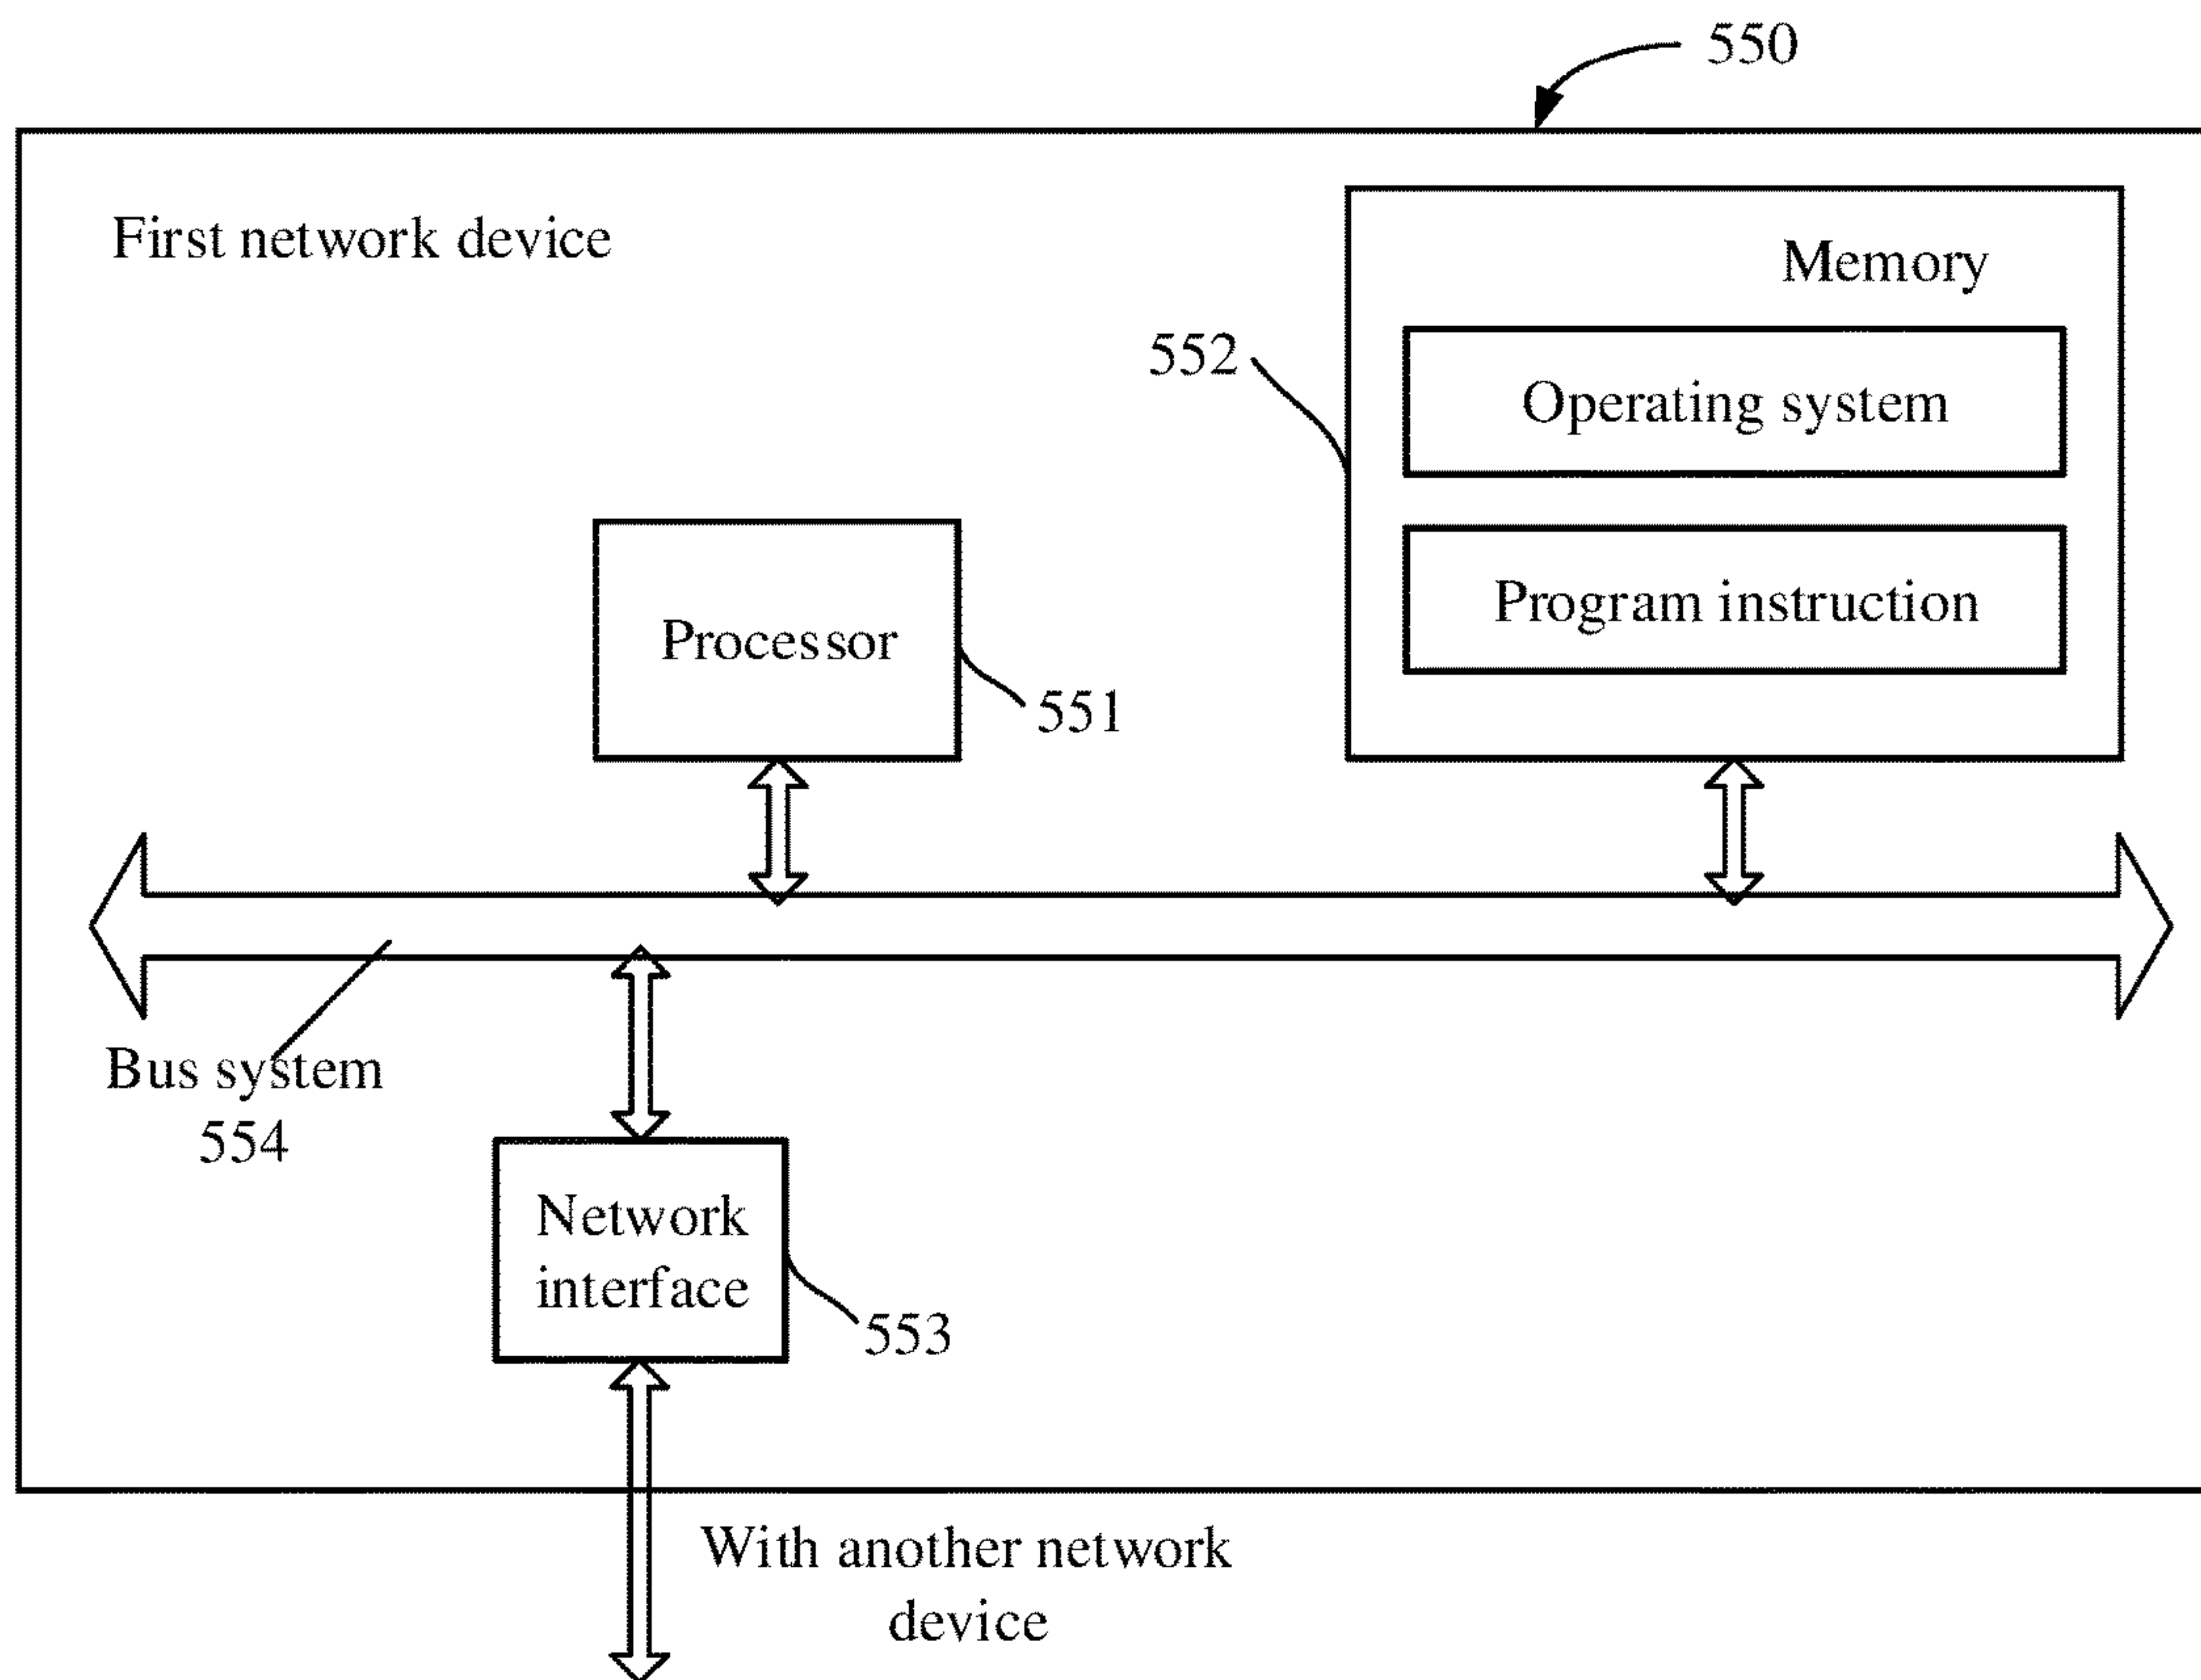 550
First network device
Memory
552
Operating system
Program instruction
Processor
551
Bus system
554
Network
interface
553
With another network
device